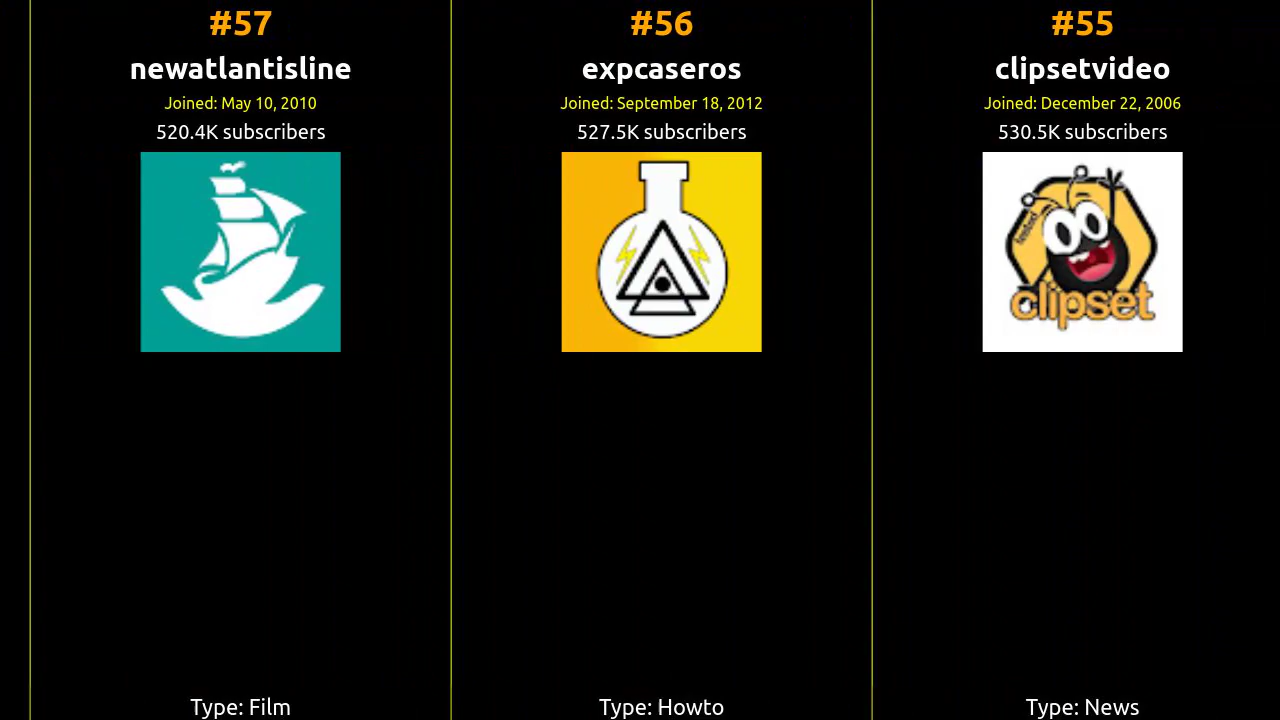 #57
newatlantisline
Joined: May 10, 2010
520.4K subscribers
Type: Film
#56
expcaseros
Joined: September 18, 2012
527.5K subscribers
Type: Howto
#55
clipsetvideo
Joined: December 22, 2006
530.5K subscribers
clipset
Type: News